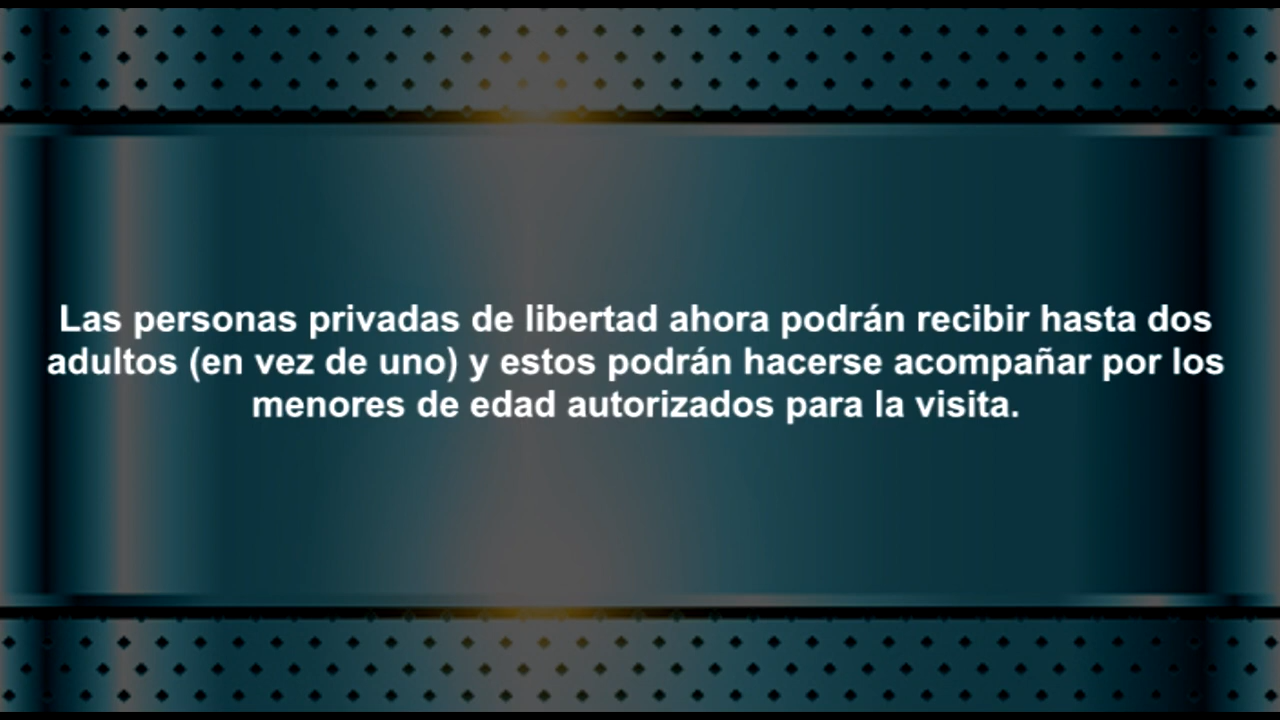 Las personas privadas de libertad ahora podrán recibir hasta dos
adultos (en vez de uno) y estos podrán hacerse acompañar por los
menores de edad autorizados para la visita.